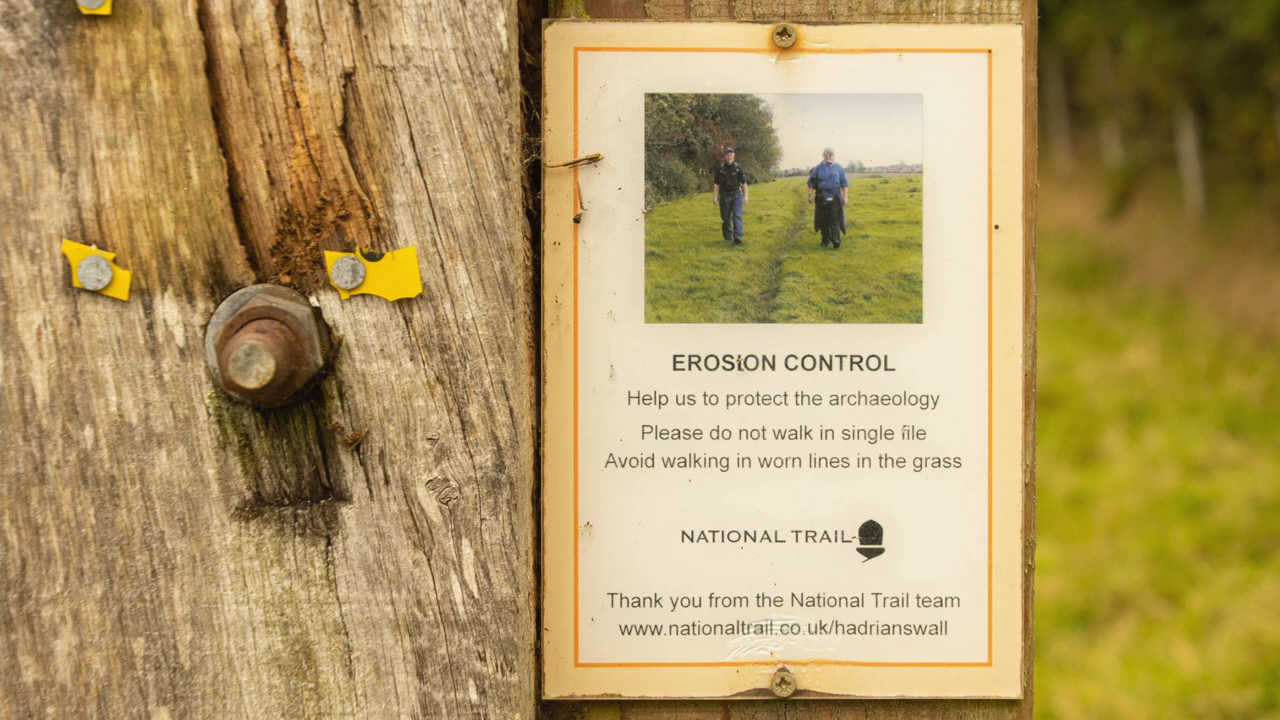 EROSION CONTROL
Help us to protect the archaeology
Please do not walk in single file
Avoid walking in worn lines in the grass
NATIONAL TRAIL
Thank you from the National Trail team
www.nationaltrail.co.uk/hadrianswall